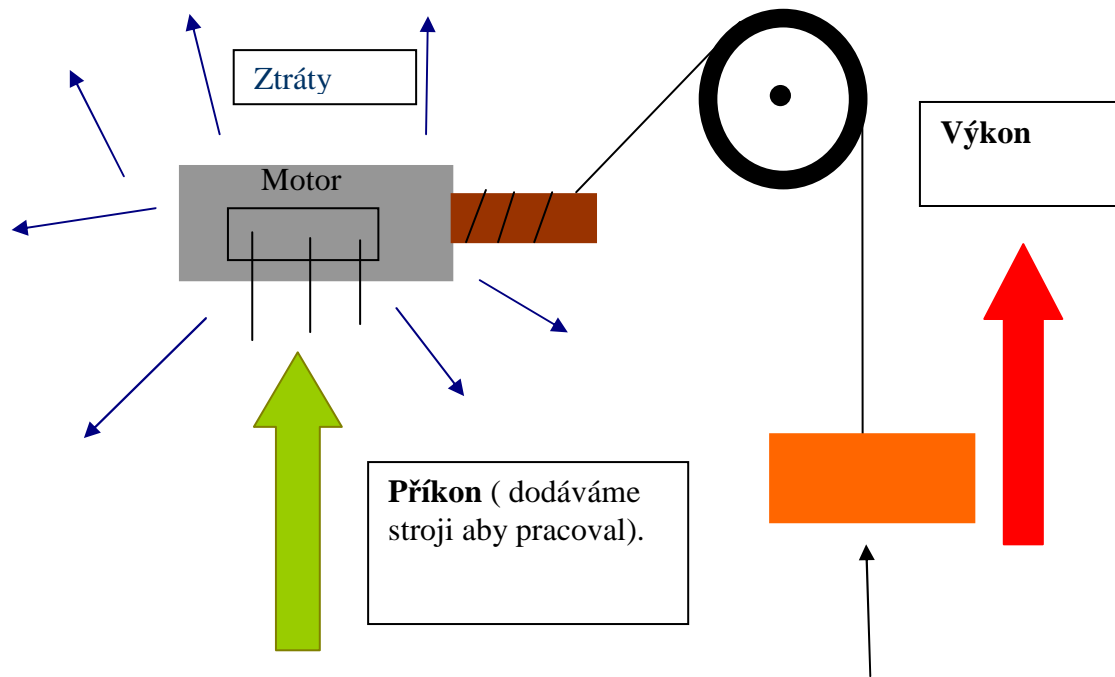 Ztráty
Motor
Výkon
Příkon ( dodáváme
stroji aby pracoval).